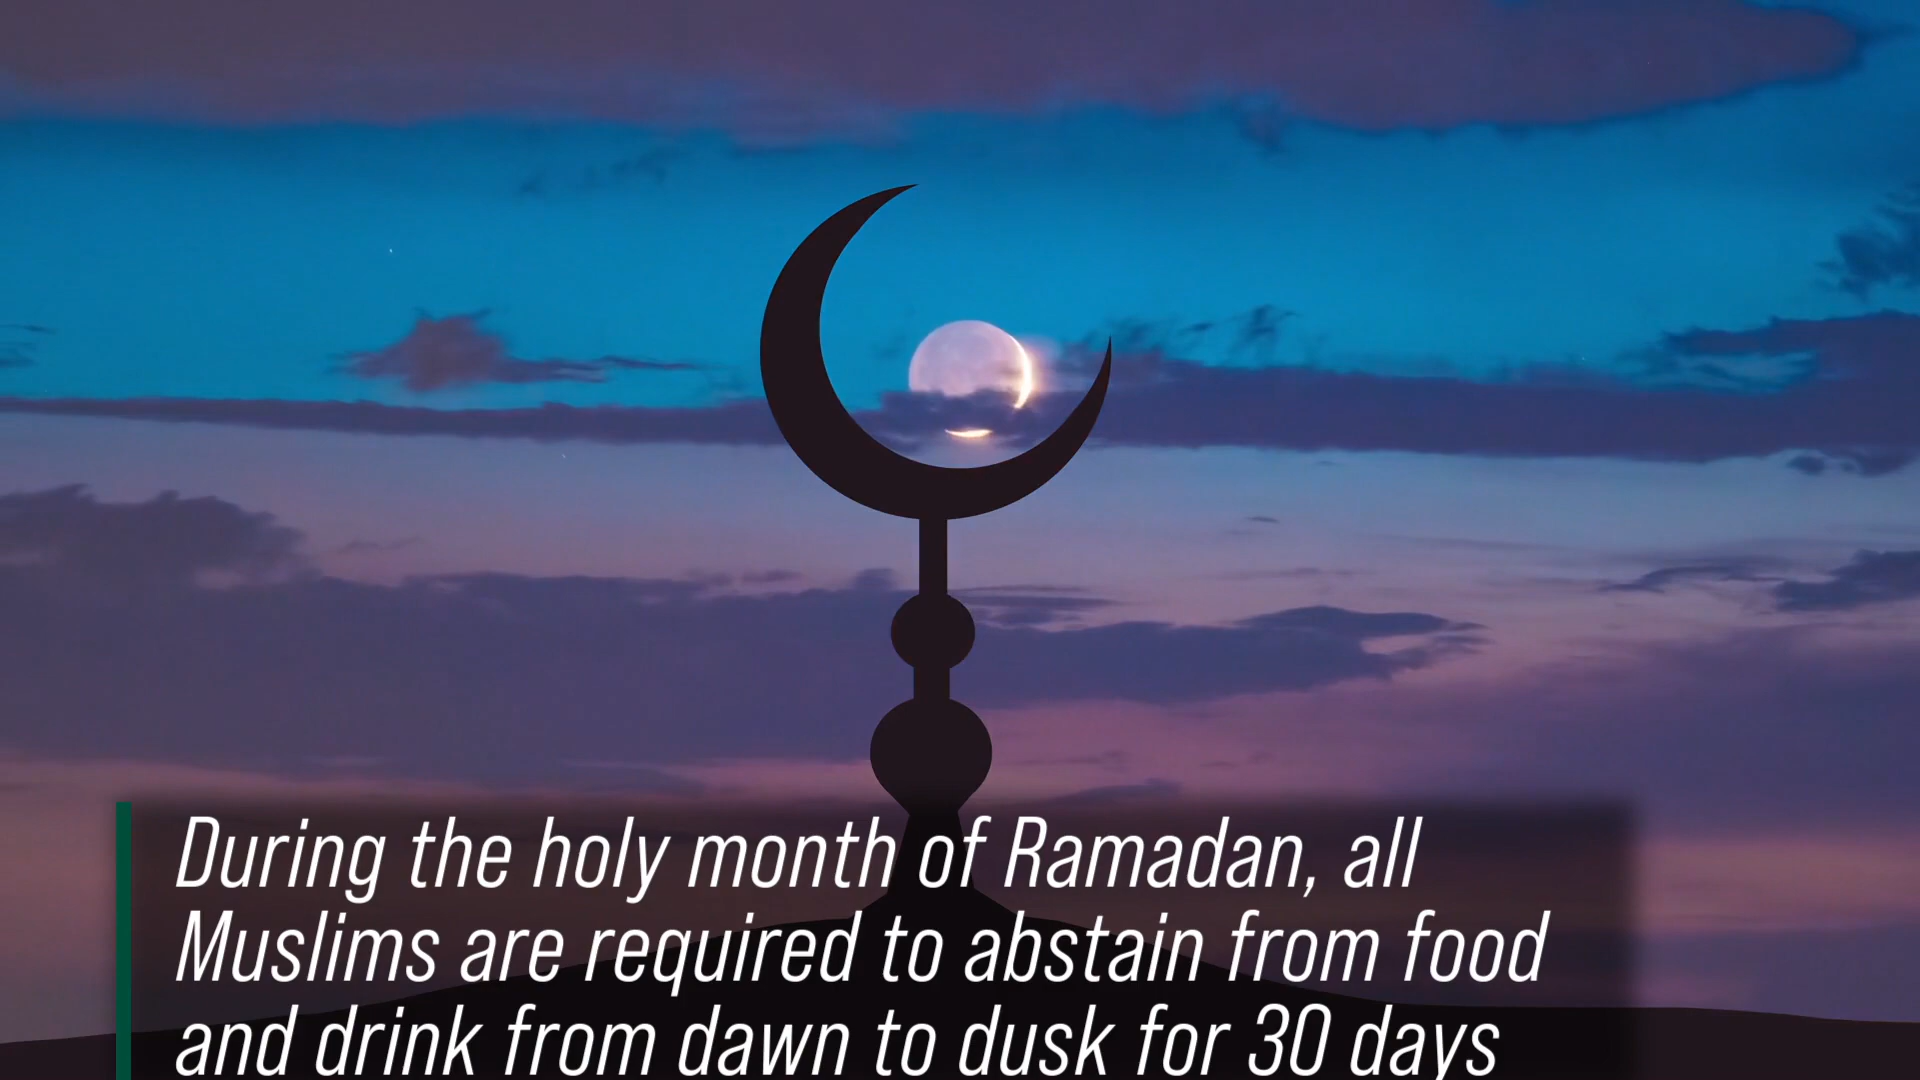 During the holy month of Ramadan, all
Muslims are required to abstain from food
and drink from dawn to dusk for 30 days